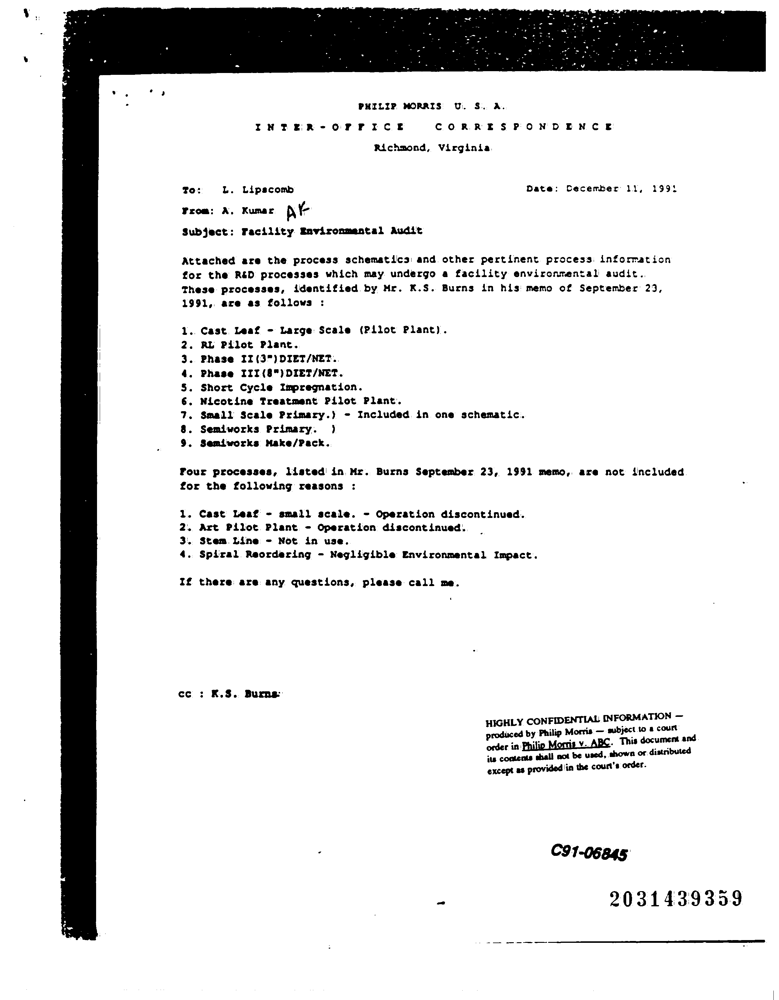 PHILIP MORRIS U. S. A.
INTER-OFFICE CORRESPONDENCE
Richmond, Virginia
To: L. Lipscomb Date: December 11, 1991
From: A. Kumar AK
Subject: Facility Environmental Audit
Attached are the process schematics and other pertinent process information
for the R&D processes which may undergo a facility environmental audit.
These processes, identified by Mr. K.S. Burns in his memo of September 23,
1991, are as follows :
1. Cast Leaf - Large Scale (Pilot Plant).
2. RL Pilot Plant.
3. Phase II(3")DIET/NET.
4. Phase III(8")DIET/NET.
5. Short Cycle Impregnation.
6. Nicotine Treatment Pilot Plant.
7. Small Scale Primary.) - Included in one schematic.
8. Semiworks Primary. )
9. Semiworks Make/Pack.
Four processes, listed in Mr. Burns September 23, 1991 memo, are not included
for the following reasons :
1. Cast Leaf - small scale. - Operation discontinued.
2. Art Pilot Plant - Operation discontinued.
3. Stem Line - Not in use.
4. Spiral Reordering - Negligible Environmental Impact.
If there are any questions, please call me.
cc : K.S. Burns
HIGHLY CONFIDENTIAL INFORMATION —
produced by Philip Morris — subject to a court
order in Philip Morris v. ABC. This document and
its contents shall not be used, shown or distributed
except as provided in the court's order.
C91-06845
2031439359